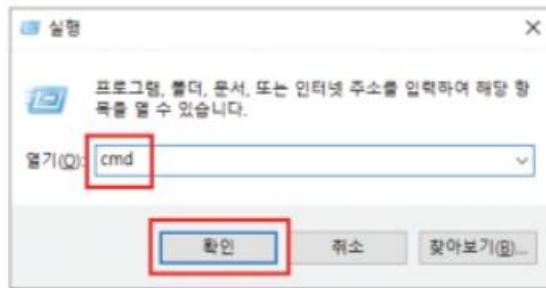 실행
프로그램, 폴더, 문서, 또는 인터넷 주소를 입력하여 해당 항
목을 열 수 있습니다.
열기(O): cmd
확인 취소 찾아보기(B)...